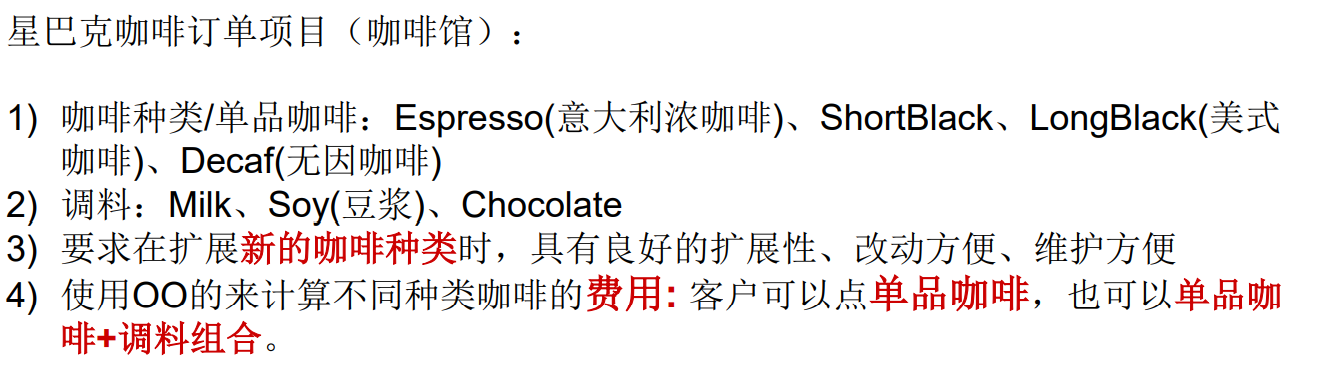 星巴克咖啡订单项目（咖啡馆）：
1) 咖啡种类/单品咖啡：Espresso(意大利浓咖啡)、ShortBlack、LongBlack(美式
咖啡)、Decaf(无因咖啡)
2) 调料：Milk、Soy(豆浆)、Chocolate
3) 要求在扩展新的咖啡种类时，具有良好的扩展性、改动方便、维护方便
4) 使用OO的来计算不同种类咖啡的费用: 客户可以点单品咖啡，也可以单品咖
啡+调料组合。